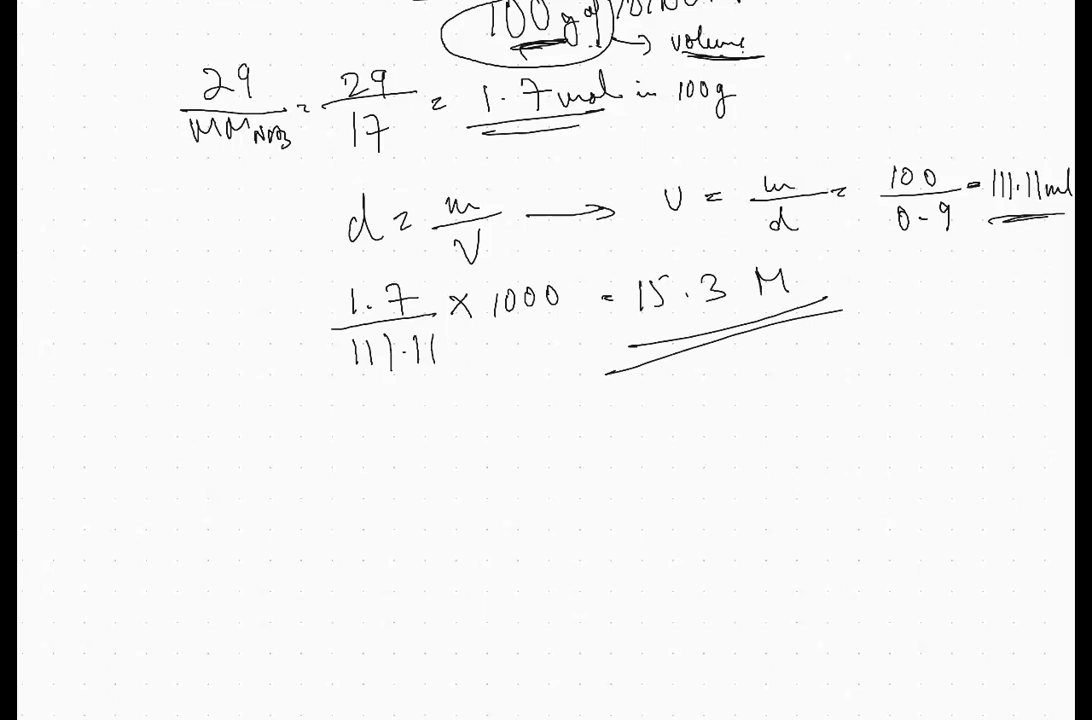 100 g of
→ volume
29 / MM NH3 = 29 / 17 = 1.7 mol in 100g
d = m / V → V = m / d = 100 / 0.9 = 111.11 ml
1.7 / 111.11 × 1000 = 15.3 M